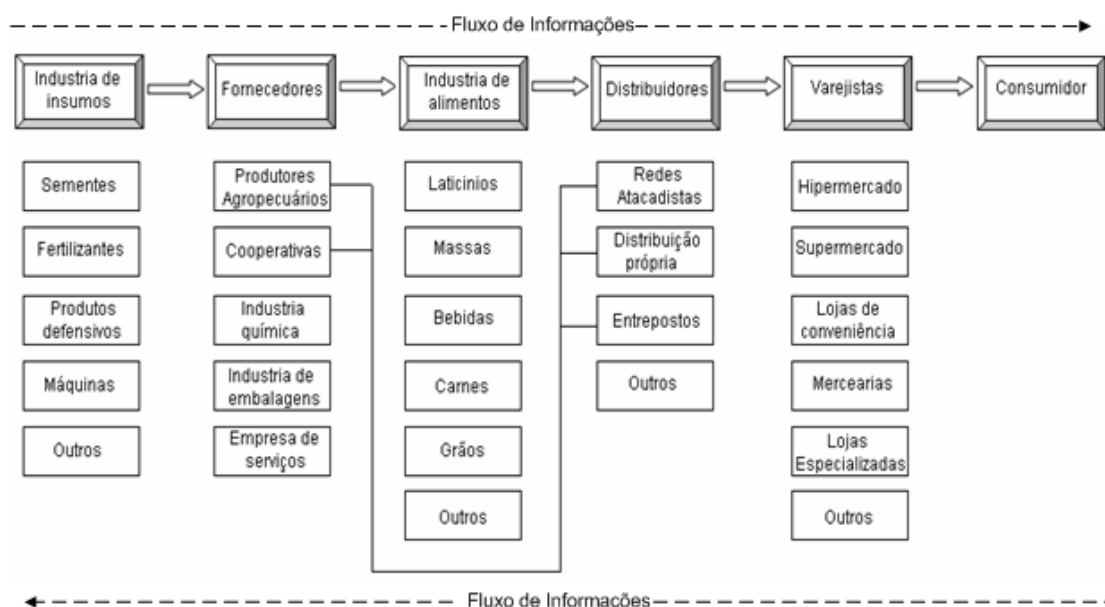 Fluxo de Informações
Industria de
insumos
Fornecedores
Industria de
alimentos
Distribuidores
Varejistas
Consumidor
Sementes
Fertilizantes
Produtos
defensivos
Máquinas
Outros
Produtores
Agropecuários
Cooperativas
Industria
química
Industria de
embalagens
Empresa de
serviços
Laticinios
Massas
Bebidas
Carnes
Grãos
Outros
Redes
Atacadistas
Distribuição
própria
Entrepostos
Outros
Hipermercado
Supermercado
Lojas de
conveniência
Mercearias
Lojas
Especializadas
Outros
Fluxo de Informações